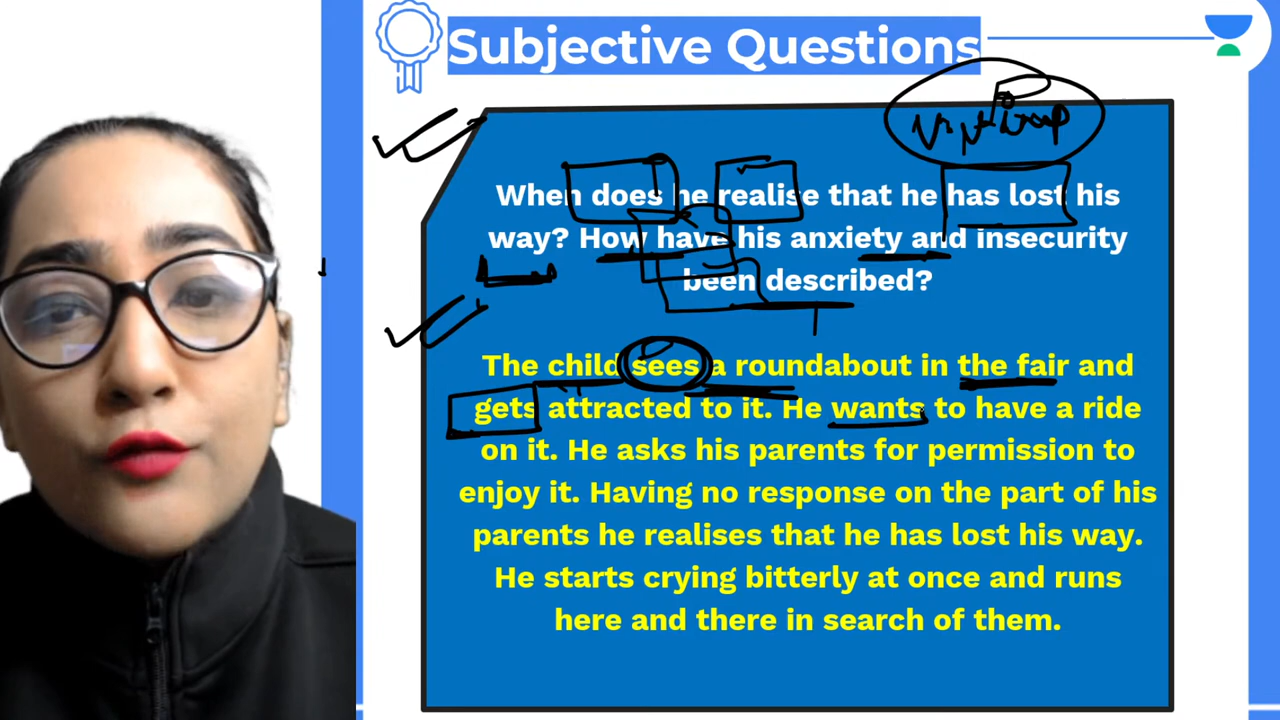 Subjective Questions
When does he realise that he has lost his
way? How have his anxiety and insecurity
been described?
The child sees a roundabout in the fair and
gets attracted to it. He wants to have a ride
on it. He asks his parents for permission to
enjoy it. Having no response on the part of his
parents he realises that he has lost his way.
He starts crying bitterly at once and runs
here and there in search of them.